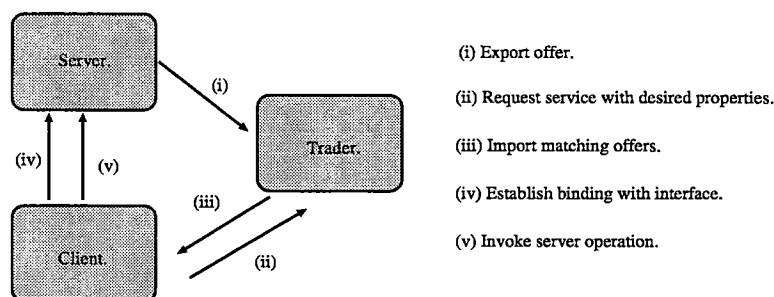 Server.
(i) Export offer.
(i)
(ii) Request service with desired properties.
Trader.
(iii) Import matching offers.
(iv)
(v)
(iii)
(iv) Establish binding with interface.
Client.
(ii)
(v) Invoke server operation.